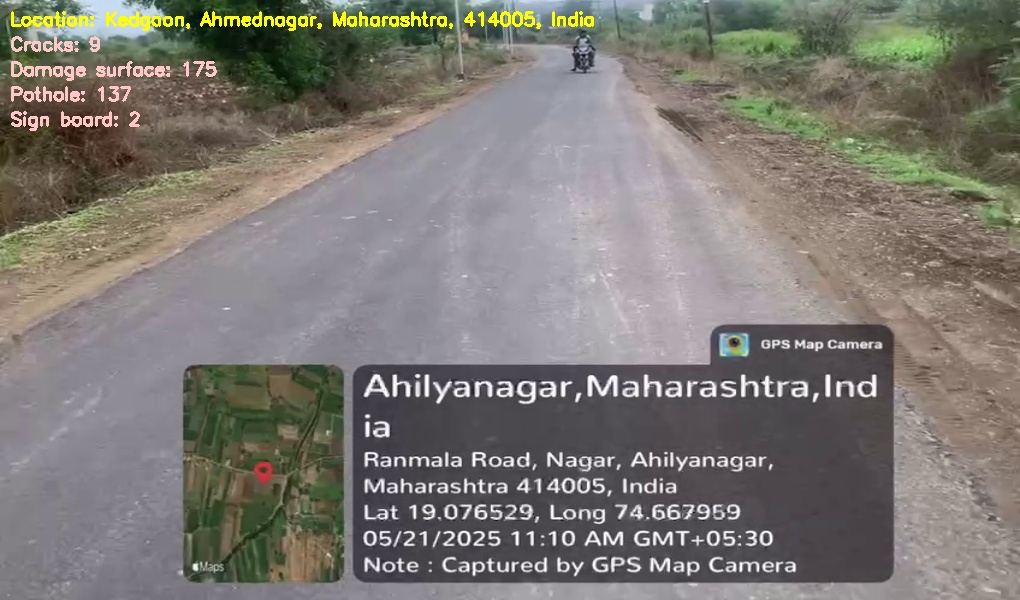 Location: Kedgaon, Ahmednagar, Maharashtra, 414005, India
Cracks: 9
Damage surface: 175
Pothole: 137
Sign board: 2
GPS Map Camera
Ahilyanagar,Maharashtra,Ind
ia
Ranmala Road, Nagar, Ahilyanagar,
Maharashtra 414005, India
Lat 19.076529, Long 74.667959
05/21/2025 11:10 AM GMT+05:30
Note : Captured by GPS Map Camera
Maps